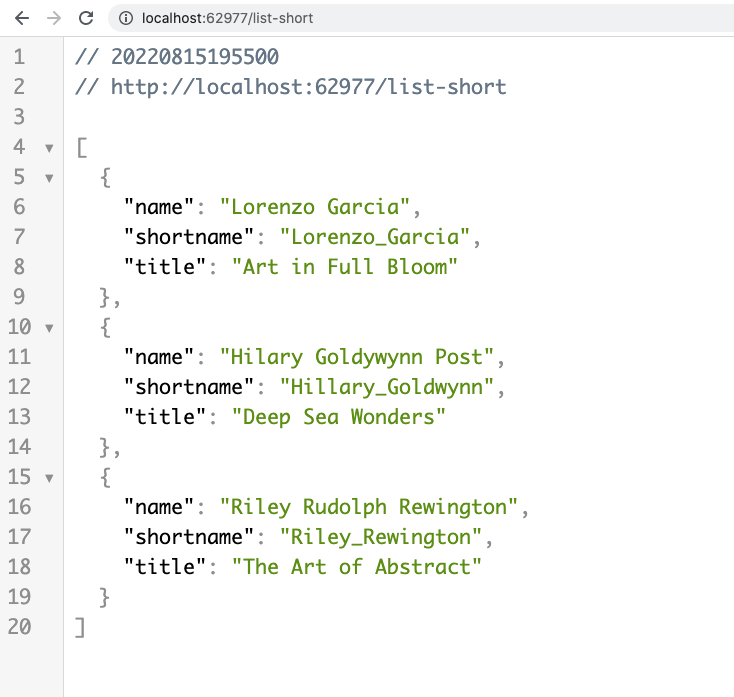 localhost:62977/list-short
1 // 20220815195500
2 // http://localhost:62977/list-short
3
4 [
5 {
6 "name": "Lorenzo Garcia",
7 "shortname": "Lorenzo_Garcia",
8 "title": "Art in Full Bloom"
9 },
10 {
11 "name": "Hilary Goldywynn Post",
12 "shortname": "Hillary_Goldwynn",
13 "title": "Deep Sea Wonders"
14 },
15 {
16 "name": "Riley Rudolph Rewington",
17 "shortname": "Riley_Rewington",
18 "title": "The Art of Abstract"
19 }
20 ]